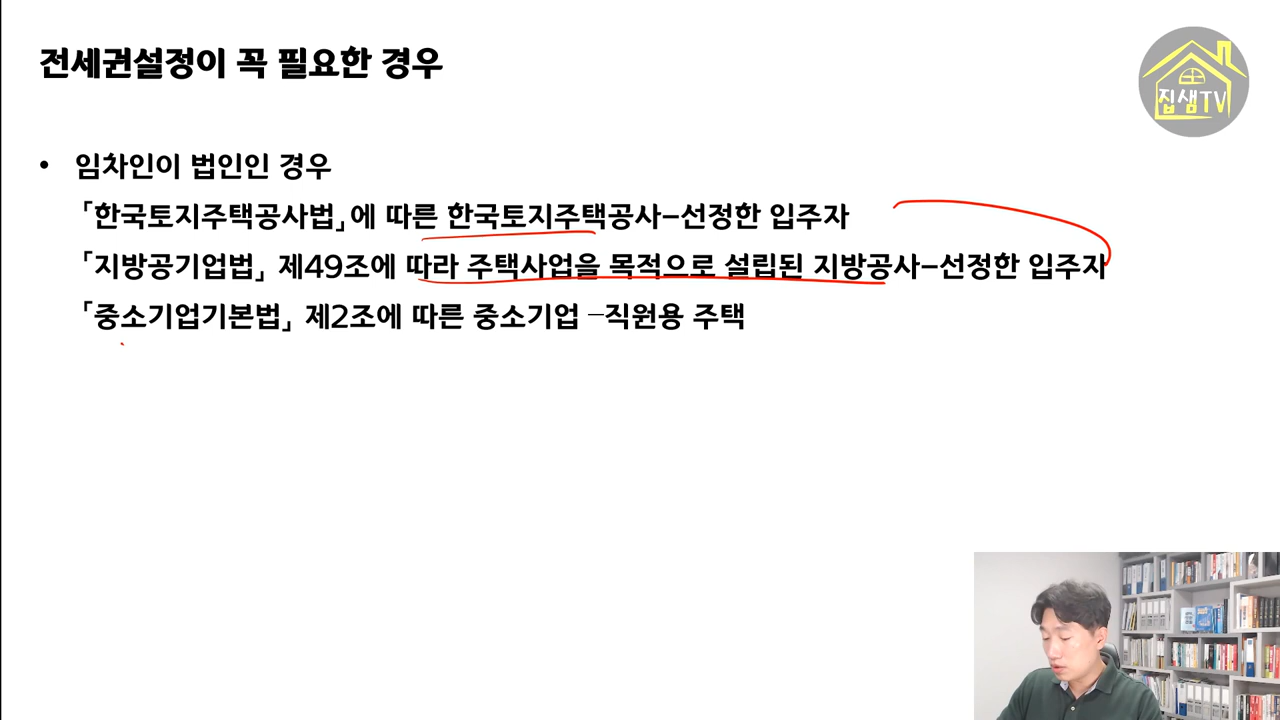 전세권설정이 꼭 필요한 경우
집샘TV
• 임차인이 법인인 경우
「한국토지주택공사법」에 따른 한국토지주택공사-선정한 입주자
「지방공기업법」 제49조에 따라 주택사업을 목적으로 설립된 지방공사-선정한 입주자
「중소기업기본법」 제2조에 따른 중소기업 –직원용 주택